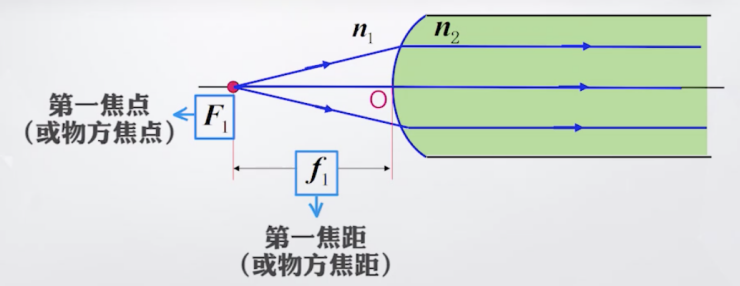 n₁
n₂
O
F₁
第一焦点
(或物方焦点)
f₁
第一焦距
(或物方焦距)